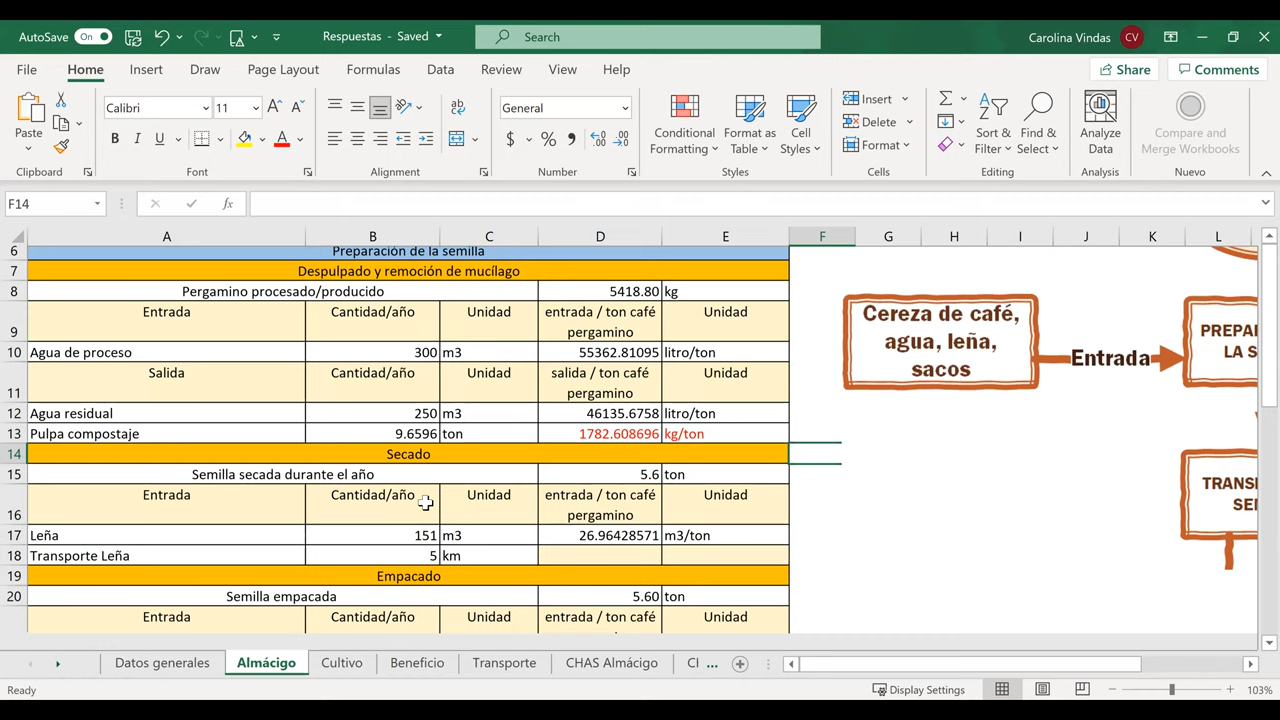 AutoSave On Respuestas - Saved Search Carolina Vindas CV
File Home Insert Draw Page Layout Formulas Data Review View Help Share Comments
Paste Calibri 11 General Conditional Formatting Format as Table Cell Styles Insert Delete Format Sort & Filter Find & Select Analyze Data Compare and Merge Workbooks
Clipboard Font Alignment Number Styles Cells Editing Analysis Nuevo
F14 fx
A B C D E F G H I J K L
6 Preparación de la semilla
7 Despulpado y remoción de mucílago
8 Pergamino procesado/producido 5418.80 kg
9 Entrada Cantidad/año Unidad entrada / ton café pergamino Unidad
10 Agua de proceso 300 m3 55362.81095 litro/ton
11 Salida Cantidad/año Unidad salida / ton café pergamino Unidad
12 Agua residual 250 m3 46135.6758 litro/ton
13 Pulpa compostaje 9.6596 ton 1782.608696 kg/ton
14 Secado
15 Semilla secada durante el año 5.6 ton
16 Entrada Cantidad/año Unidad entrada / ton café pergamino Unidad
17 Leña 151 m3 26.96428571 m3/ton
18 Transporte Leña 5 km
19 Empacado
20 Semilla empacada 5.60 ton
Entrada Cantidad/año Unidad entrada / ton café Unidad
Cereza de café,
agua, leña,
sacos
Entrada
PREPAR
LA S
TRANS
SE
Datos generales Almácigo Cultivo Beneficio Transporte CHAS Almácigo CI ...
Ready Display Settings 103%